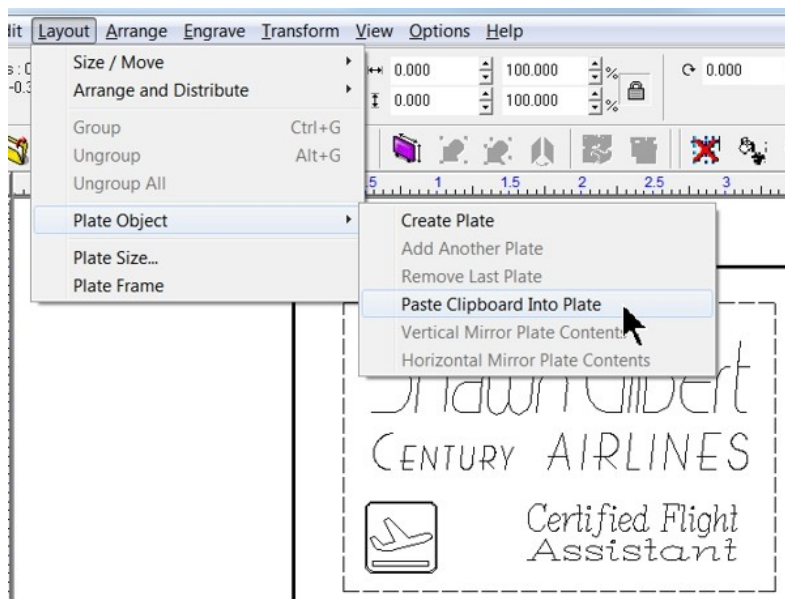 dit Layout Arrange Engrave Transform View Options Help
0.000 100.000 % 0.000
-0.3 0.000 100.000 %
Size / Move
Arrange and Distribute
Group Ctrl+G
Ungroup Alt+G
Ungroup All
Plate Object
Plate Size...
Plate Frame
.5 1 1.5 2 2.5 3
Create Plate
Add Another Plate
Remove Last Plate
Paste Clipboard Into Plate
Vertical Mirror Plate Contents
Horizontal Mirror Plate Contents
Shawn Gilbert
CENTURY AIRLINES
Certified Flight
Assistant